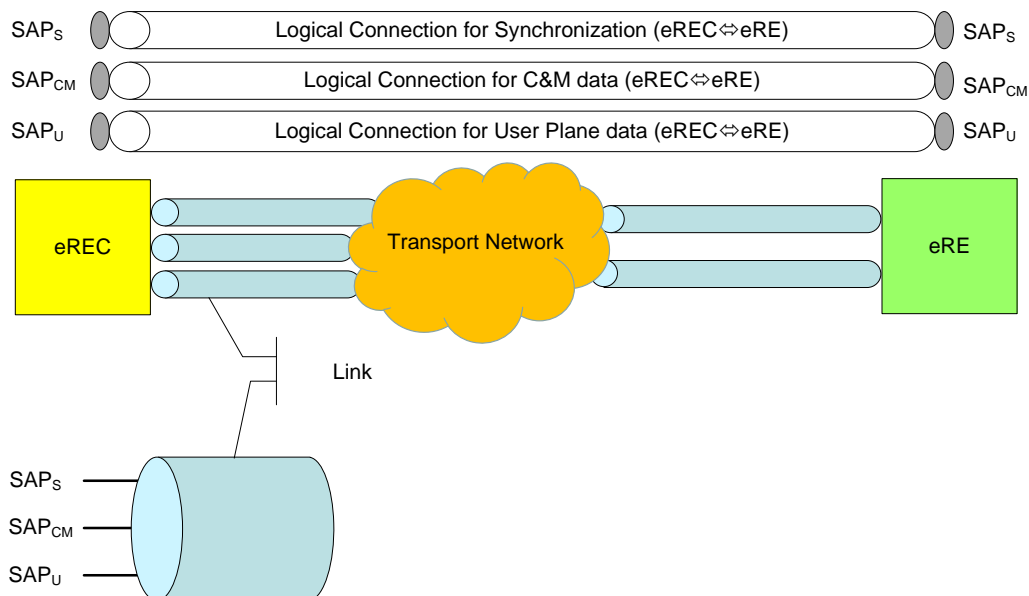 SAPS Logical Connection for Synchronization (eREC⇔eRE) SAPS
SAPCM Logical Connection for C&M data (eREC⇔eRE) SAPCM
SAPU Logical Connection for User Plane data (eREC⇔eRE) SAPU
eREC Transport Network eRE
Link
SAPS
SAPCM
SAPU